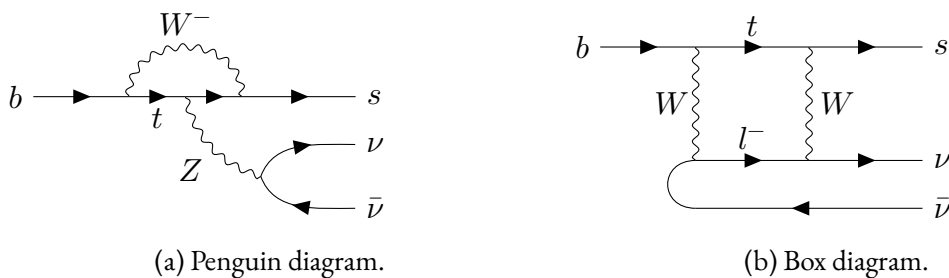 W⁻
b
t
s
Z
ν
ν̄
(a) Penguin diagram.
b
t
s
W
W
l⁻
ν
ν̄
(b) Box diagram.